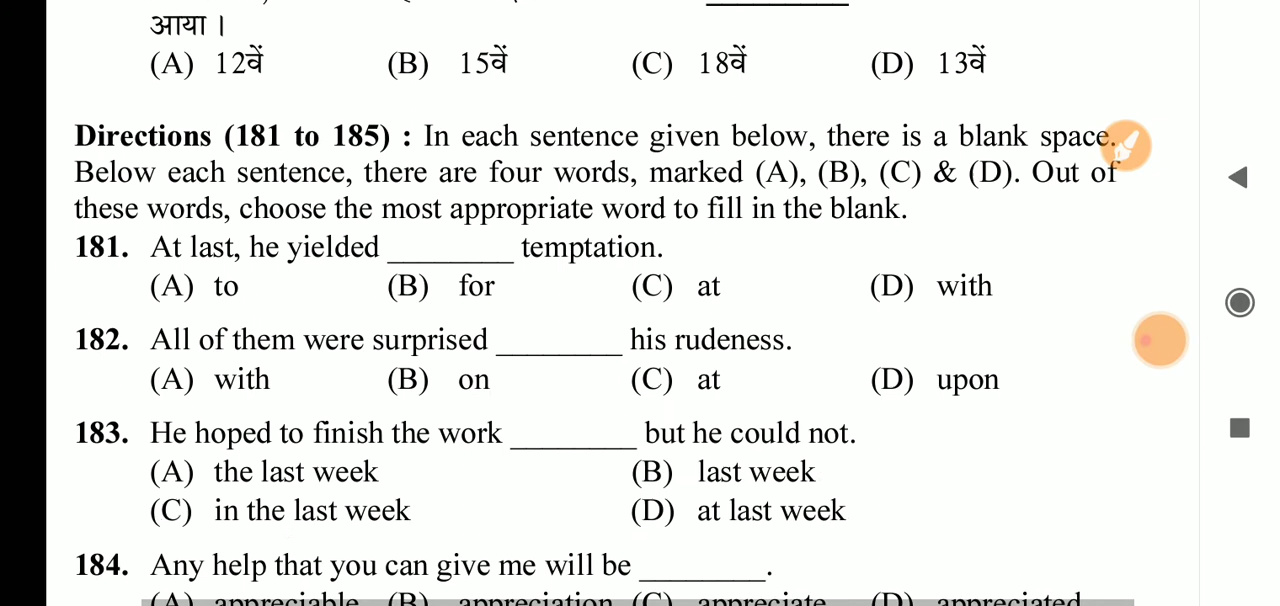 आया ।
(A) 12वें (B) 15वें (C) 18वें (D) 13वें
Directions (181 to 185) : In each sentence given below, there is a blank space.
Below each sentence, there are four words, marked (A), (B), (C) & (D). Out of
these words, choose the most appropriate word to fill in the blank.
181. At last, he yielded ________ temptation.
(A) to (B) for (C) at (D) with
182. All of them were surprised ________ his rudeness.
(A) with (B) on (C) at (D) upon
183. He hoped to finish the work ________ but he could not.
(A) the last week (B) last week
(C) in the last week (D) at last week
184. Any help that you can give me will be ________.
(A) appreciable (B) appreciation (C) appreciate (D) appreciated